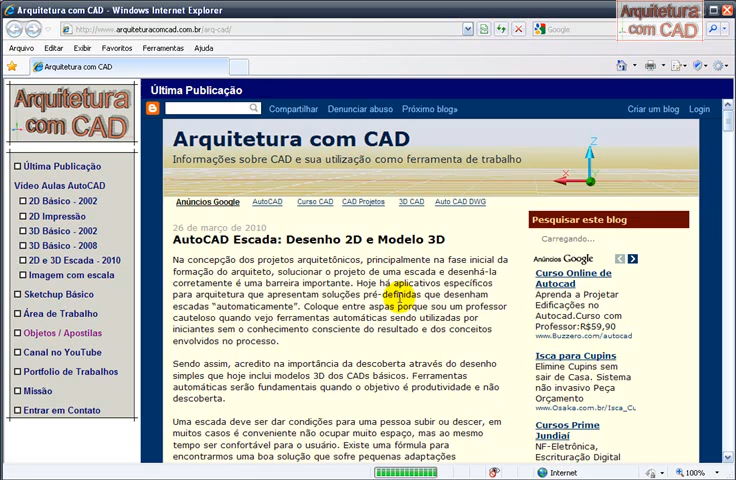 Arquitetura com CAD - Windows Internet Explorer
http://www.arquiteturacomcad.com.br/arq-cad/
Google
Arquitetura
com CAD
Arquivo Editar Exibir Favoritos Ferramentas Ajuda
Arquitetura com CAD
Arquitetura
com CAD
Última Publicação
Vídeo Aulas AutoCAD
2D Básico - 2002
2D Impressão
3D Básico - 2002
3D Básico - 2008
2D e 3D Escada - 2010
Imagem com escala
Sketchup Básico
Área de Trabalho
Objetos / Apostilas
Canal no YouTube
Portfolio de Trabalhos
Missão
Entrar em Contato
Última Publicação
Compartilhar Denunciar abuso Próximo blog» Criar um blog Login
Arquitetura com CAD
Informações sobre CAD e sua utilização como ferramenta de trabalho
Z
X
Anúncios Google AutoCAD Curso CAD CAD Projetos 3D CAD Auto CAD DWG
26 de março de 2010
AutoCAD Escada: Desenho 2D e Modelo 3D
Na concepção dos projetos arquitetônicos, principalmente na fase inicial da
formação do arquiteto, solucionar o projeto de uma escada e desenhá-la
corretamente é uma barreira importante. Hoje há aplicativos específicos
para arquitetura que apresentam soluções pré-definidas que desenham
escadas "automaticamente". Coloque entre aspas porque sou um professor
cauteloso quando vejo ferramentas automáticas sendo utilizadas por
iniciantes sem o conhecimento consciente do resultado e dos conceitos
envolvidos no processo.
Sendo assim, acredito na importância da descoberta através do desenho
simples que hoje inclui modelos 3D dos CADs básicos. Ferramentas
automáticas serão fundamentais quando o objetivo é produtividade e não
descoberta.
Uma escada deve ser dar condições para uma pessoa subir ou descer, em
muitos casos é conveniente não ocupar muito espaço, mas ao mesmo
tempo ser confortável para o usuário. Existe uma fórmula para
encontrarmos uma boa solução que sofre pequenas adaptações
Pesquisar este blog
Carregando...
Anúncios Google
Curso Online de
Autocad
Aprenda a Projetar
Edificações no
Autocad.Curso com
Professor:R$59,90
www.Buzzero.com/autocad
Isca para Cupins
Elimine Cupins sem
sair de Casa. Sistema
não invasivo Peça
Orçamento
www.Osaka.com.br/Isca_Cu
Cursos Prime
Jundiaí
NF-Eletrônica,
Escrituração Digital
Internet
100%